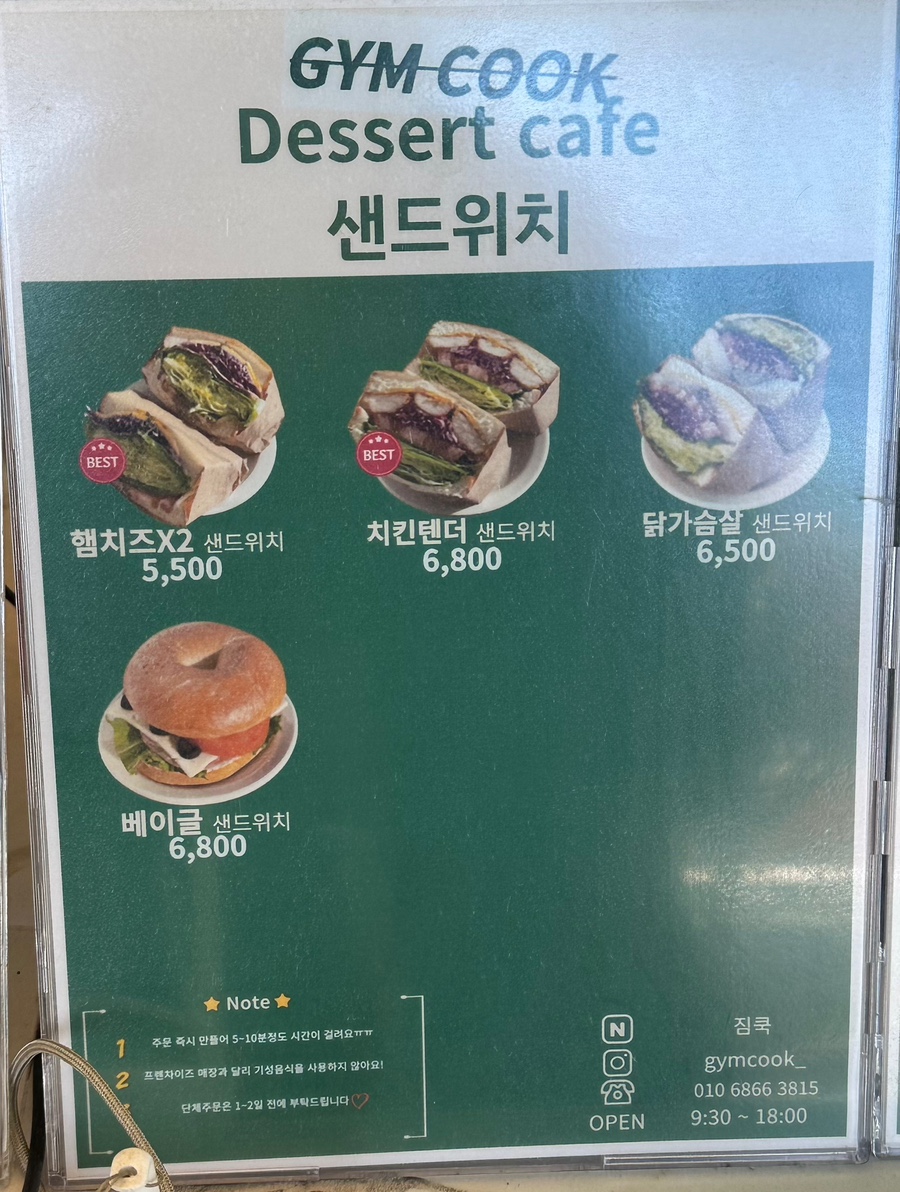 GYM COOK
Dessert cafe
샌드위치
BEST
햄치즈X2 샌드위치
5,500
BEST
치킨텐더 샌드위치
6,800
닭가슴살 샌드위치
6,500
베이글 샌드위치
6,800
Note
1 주문 즉시 만들어 5~10분정도 시간이 걸려요ㅠㅠ
2 프랜차이즈 매장과 달리 기성음식을 사용하지 않아요!
단체주문은 1~2일 전에 부탁드립니다♡
N 짐쿡
gymcook_
010 6866 3815
OPEN 9:30 ~ 18:00